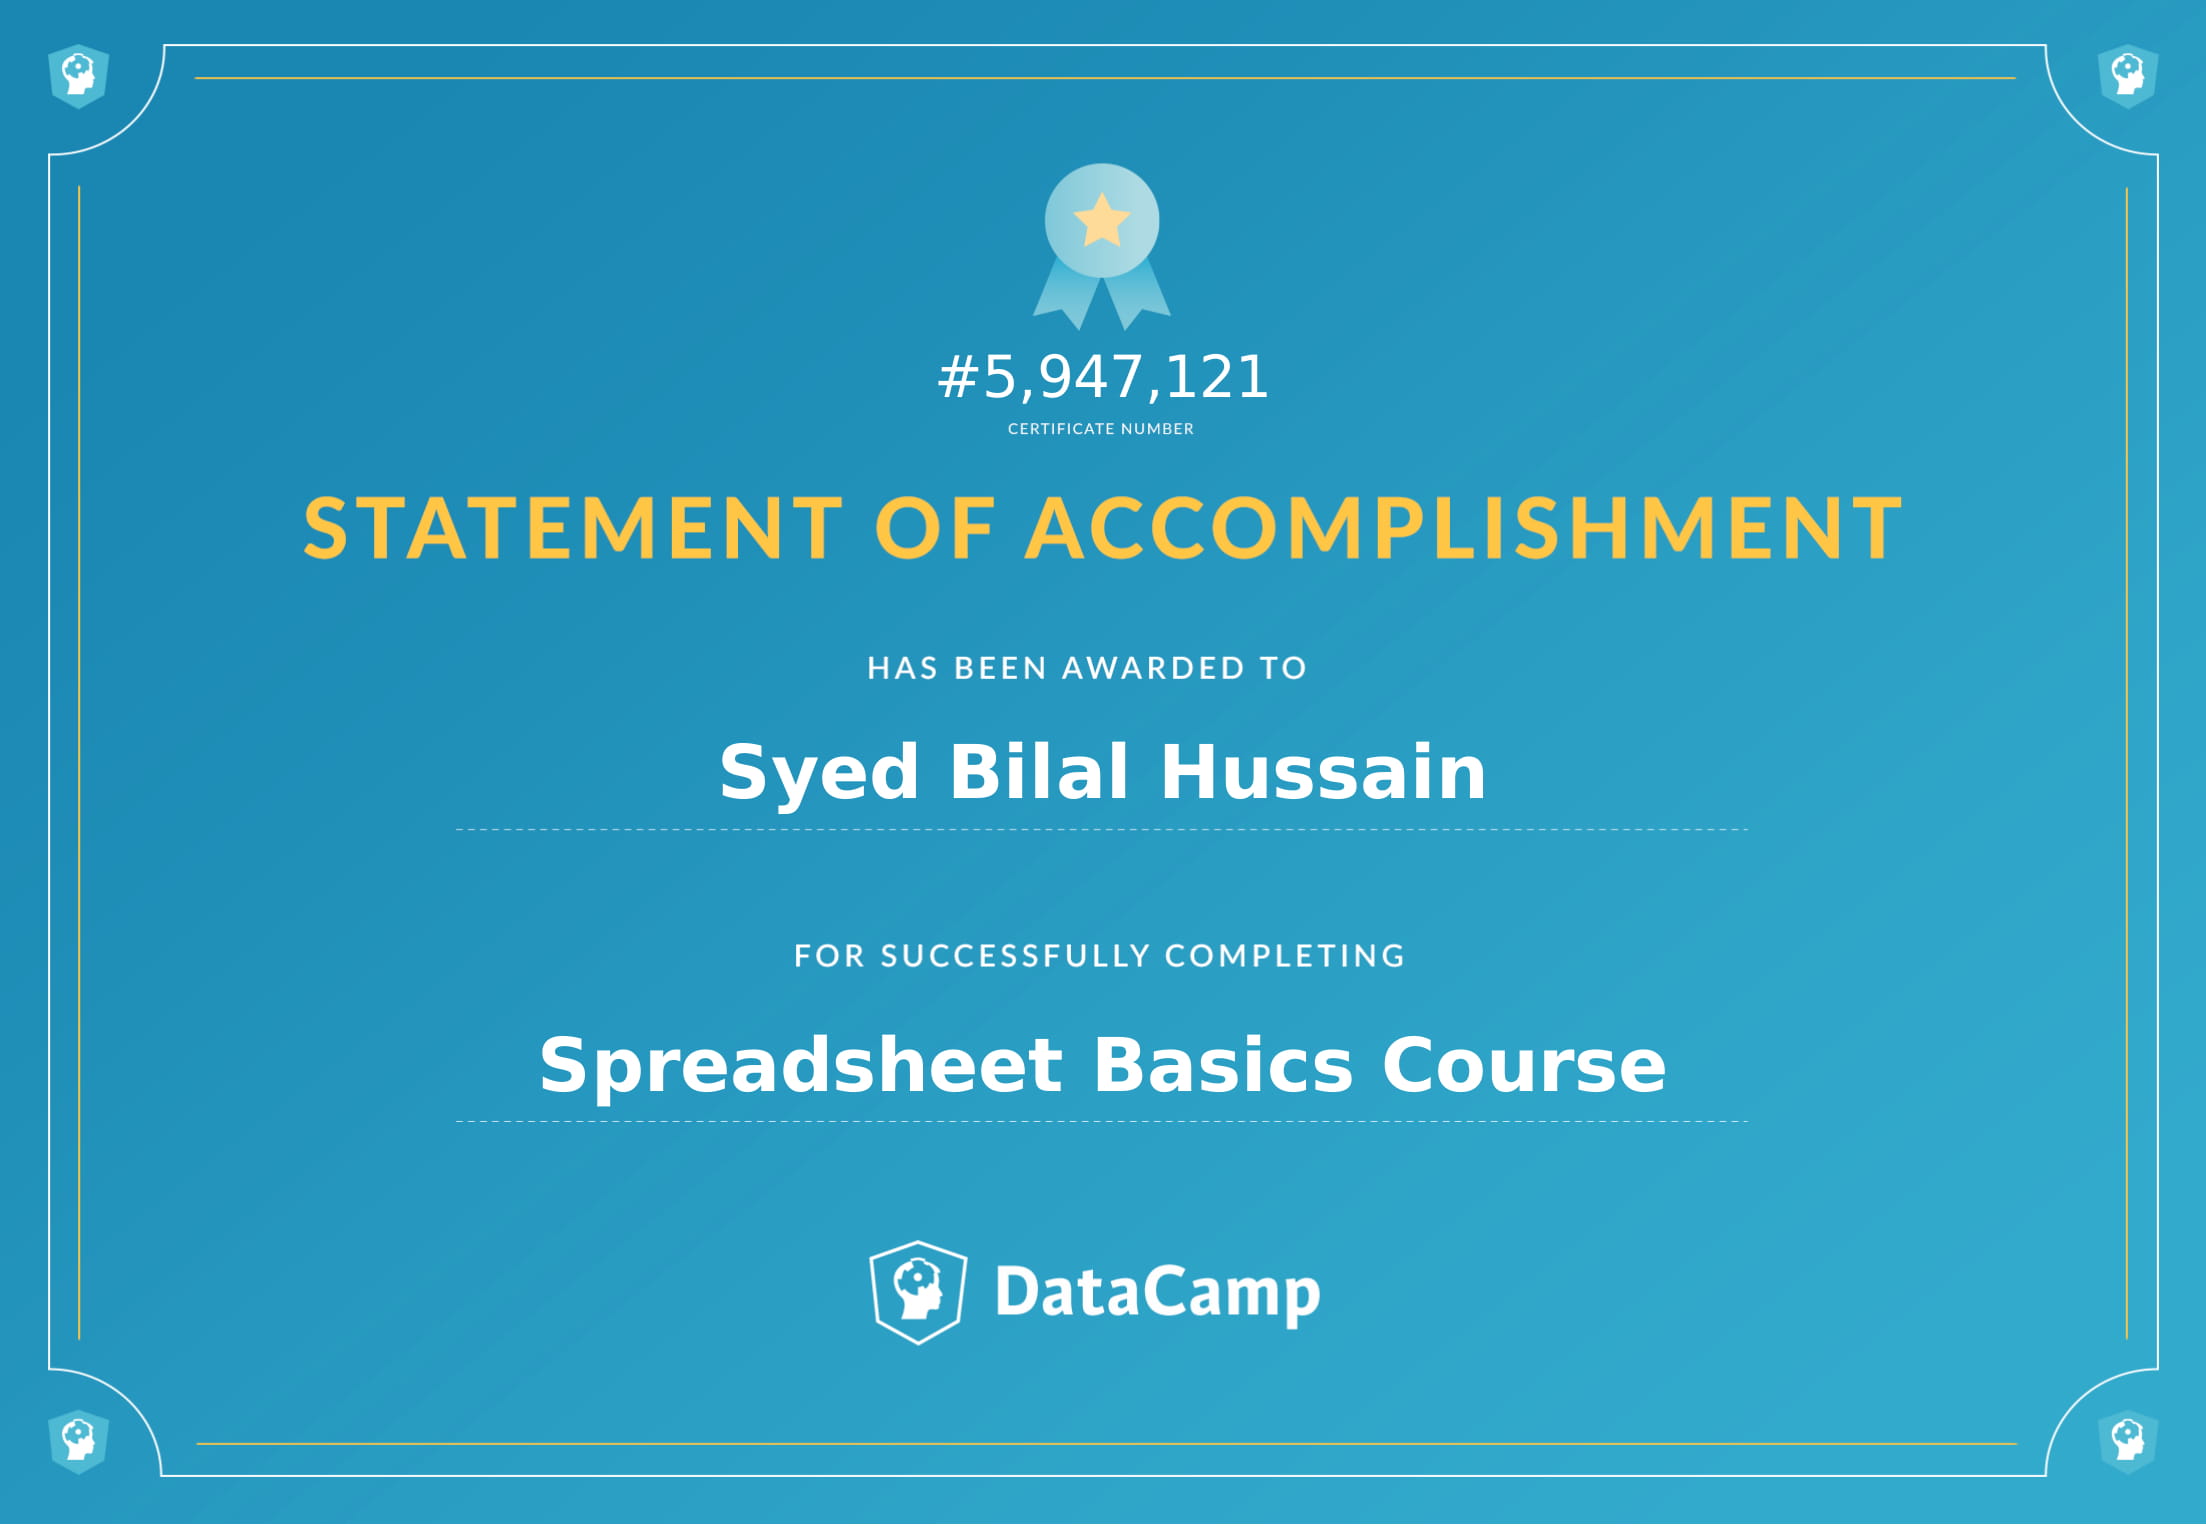 #5,947,121
CERTIFICATE NUMBER
STATEMENT OF ACCOMPLISHMENT
HAS BEEN AWARDED TO
Syed Bilal Hussain
FOR SUCCESSFULLY COMPLETING
Spreadsheet Basics Course
DataCamp